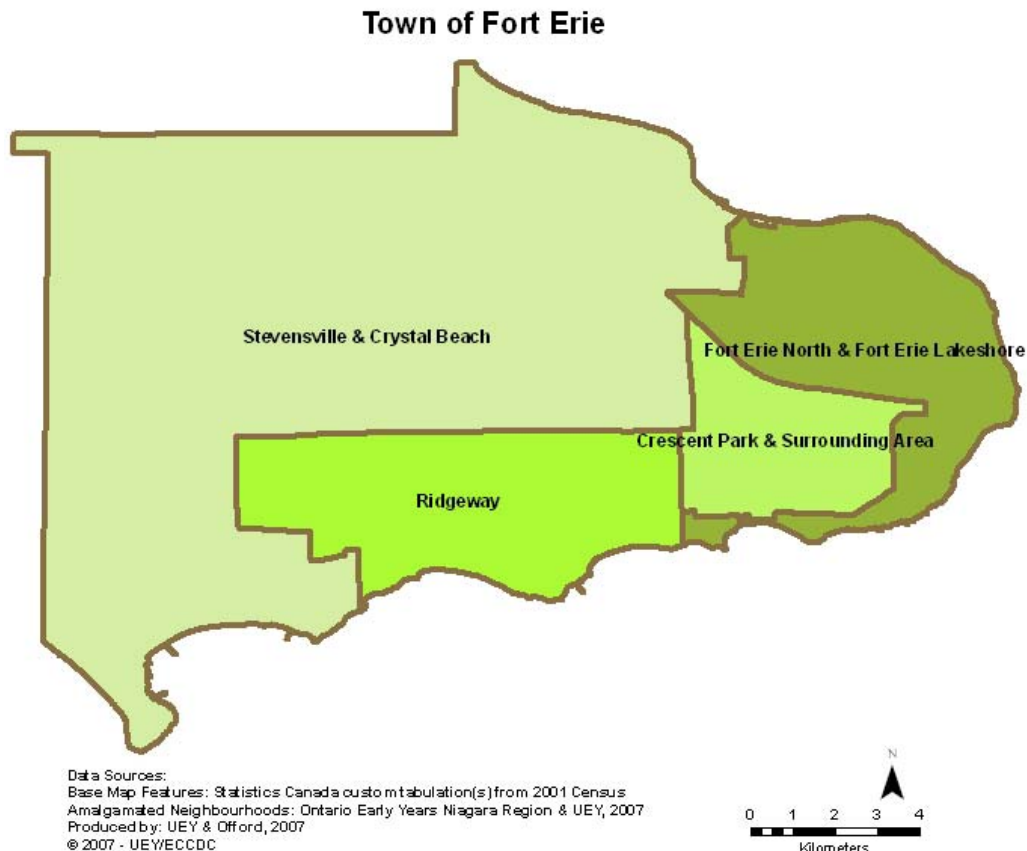 Town of Fort Erie
Stevensville & Crystal Beach
Fort Erie North & Fort Erie Lakeshore
Crescent Park & Surrounding Area
Ridgeway
Data Sources:
Base Map Features: Statistics Canada custom tabulation(s) from 2001 Census
Amalgamated Neighbourhoods: Ontario Early Years Niagara Region & UEY, 2007
Produced by: UEY & Offord, 2007
© 2007 - UEY/ECCDC
N
0 1 2 3 4
Kilometers